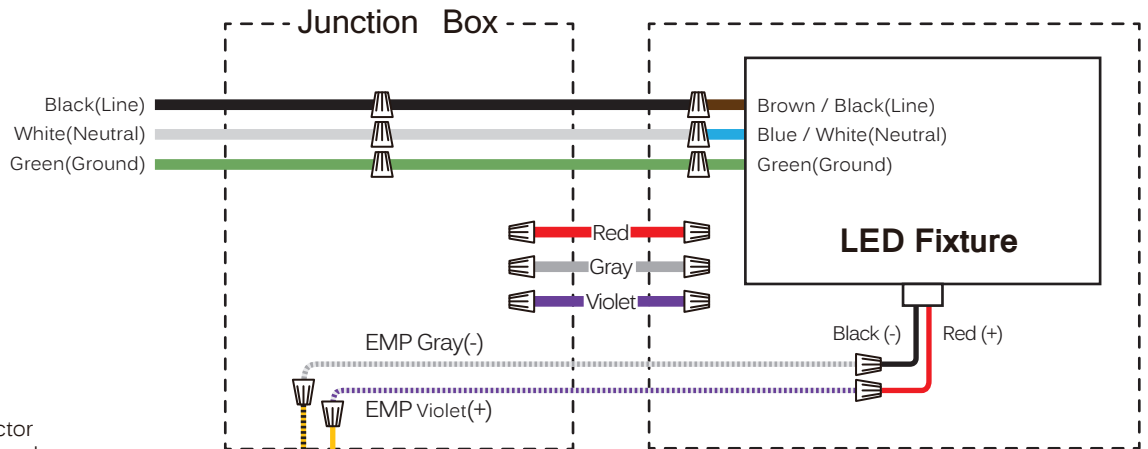 Junction Box
Black(Line)
White(Neutral)
Green(Ground)
Brown / Black(Line)
Blue / White(Neutral)
Green(Ground)
LED Fixture
Red
Gray
Violet
Black (-)
Red (+)
EMP Gray(-)
EMP Violet(+)
ctor